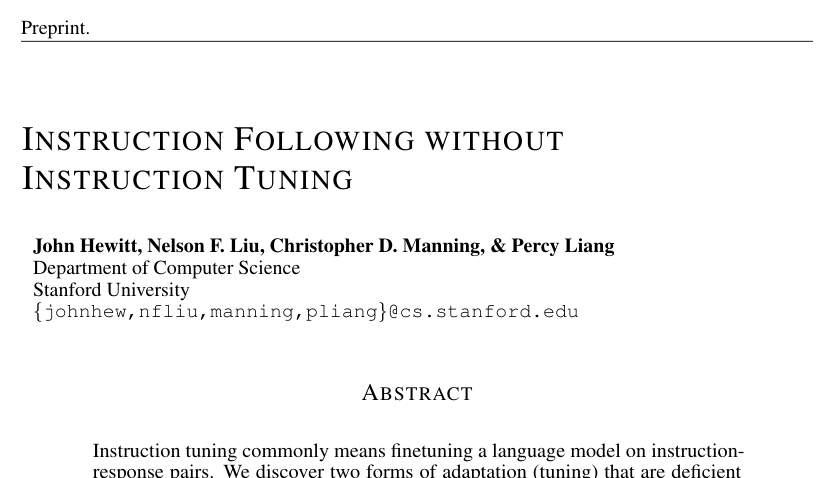 Preprint.
INSTRUCTION FOLLOWING WITHOUT
INSTRUCTION TUNING
John Hewitt, Nelson F. Liu, Christopher D. Manning, & Percy Liang
Department of Computer Science
Stanford University
{johnhew,nfliu,manning,pliang}@cs.stanford.edu
ABSTRACT
Instruction tuning commonly means finetuning a language model on instruction-
response pairs. We discover two forms of adaptation (tuning) that are deficient